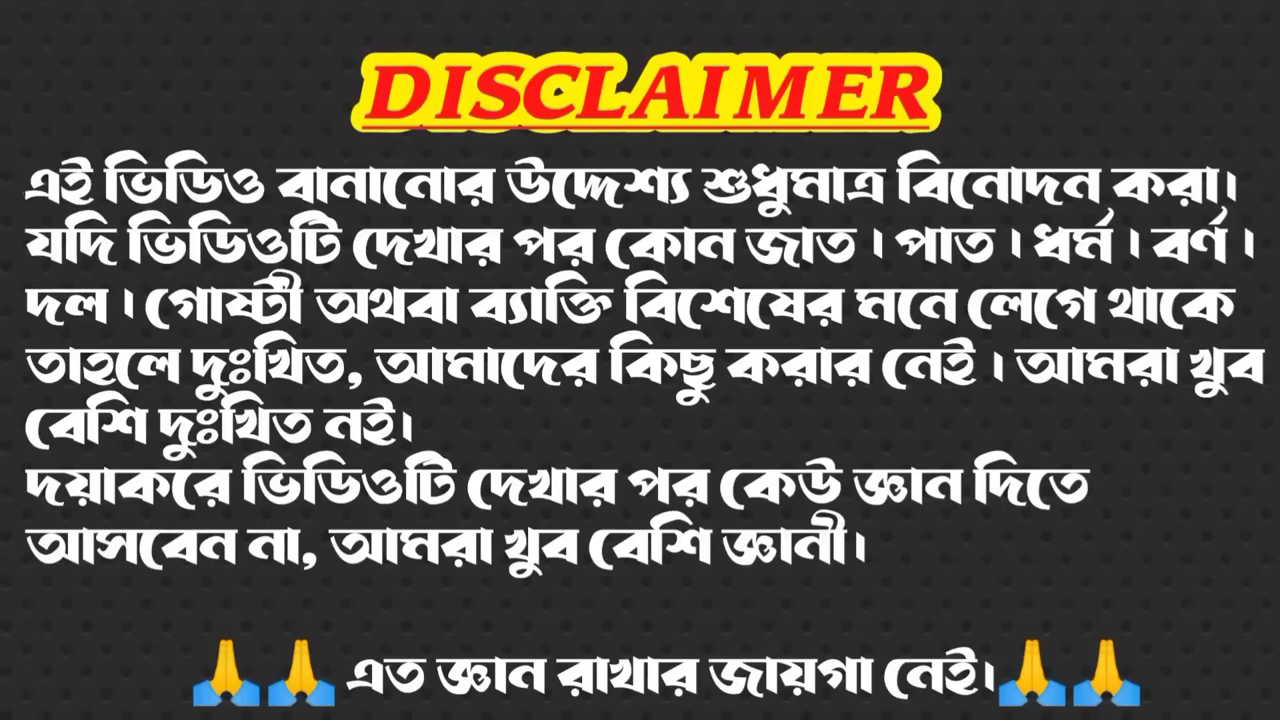 DISCLAIMER
এই ভিডিও বানানোর উদ্দেশ্য শুধুমাত্র বিনোদন করা।
যদি ভিডিওটি দেখার পর কোন জাত । পাত । ধর্ম । বর্ণ ।
দল । গোষ্টী অথবা ব্যাক্তি বিশেষের মনে লেগে থাকে
তাহলে দুঃখিত, আমাদের কিছু করার নেই । আমরা খুব
বেশি দুঃখিত নই।
দয়াকরে ভিডিওটি দেখার পর কেউ জ্ঞান দিতে
আসবেন না, আমরা খুব বেশি জ্ঞানী।
🙏🙏 এত জ্ঞান রাখার জায়গা নেই।🙏🙏